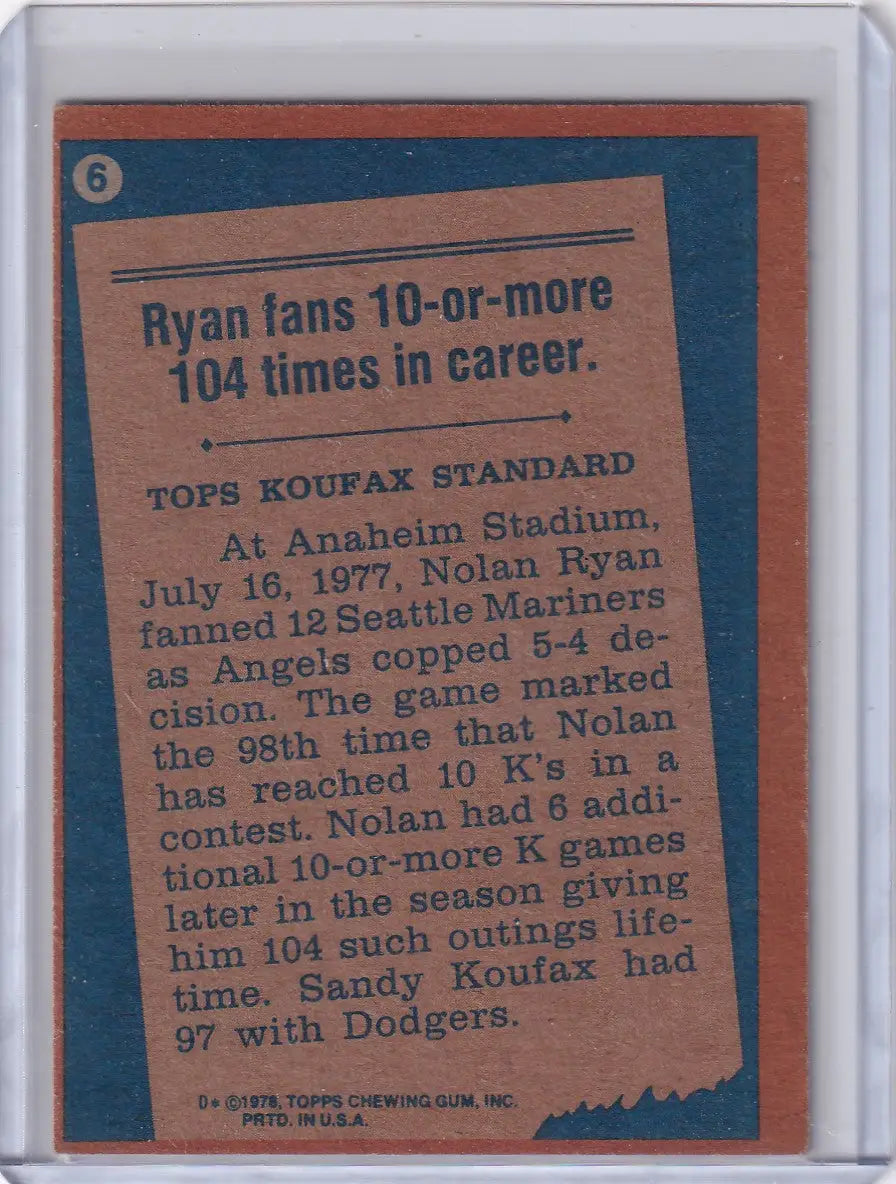 6
Ryan fans 10-or-more
104 times in career.
TOPS KOUFAX STANDARD
At Anaheim Stadium,
July 16, 1977, Nolan Ryan
fanned 12 Seattle Mariners
as Angels copped 5-4 de-
cision. The game marked
the 98th time that Nolan
has reached 10 K's in a
contest. Nolan had 6 addi-
tional 10-or-more K games
later in the season giving
him 104 such outings life-
time. Sandy Koufax had
97 with Dodgers.
D* ©1978, TOPPS CHEWING GUM, INC.
PRTD. IN U.S.A.